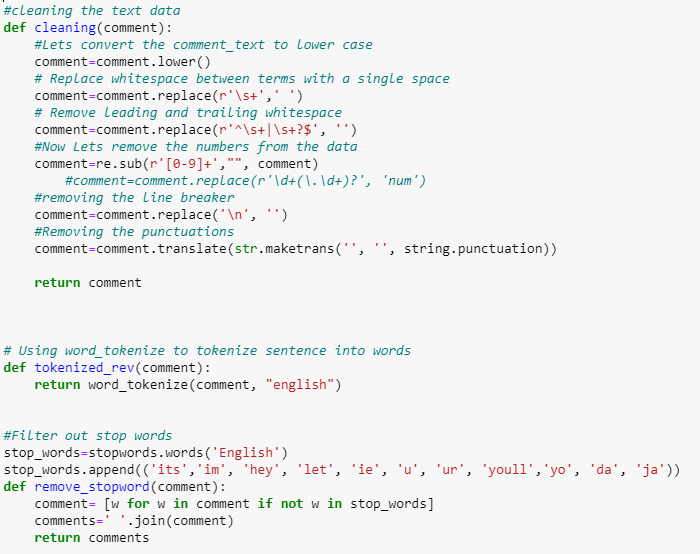 #cleaning the text data
def cleaning(comment):
    #Lets convert the comment_text to lower case
    comment=comment.lower()
    # Replace whitespace between terms with a single space
    comment=comment.replace(r'\s+',' ')
    # Remove leading and trailing whitespace
    comment=comment.replace(r'^\s+|\s+?$', '')
    #Now Lets remove the numbers from the data
    comment=re.sub(r'[0-9]+',"", comment)
        #comment=comment.replace(r'\d+(\.\d+)?', 'num')
    #removing the line breaker
    comment=comment.replace('\n', '')
    #Removing the punctuations
    comment=comment.translate(str.maketrans('', '', string.punctuation))
    return comment
# Using word_tokenize to tokenize sentence into words
def tokenized_rev(comment):
    return word_tokenize(comment, "english")
#Filter out stop words
stop_words=stopwords.words('English')
stop_words.append(('its','im', 'hey', 'let', 'ie', 'u', 'ur', 'youll','yo', 'da', 'ja'))
def remove_stopword(comment):
    comment= [w for w in comment if not w in stop_words]
    comments=' '.join(comment)
    return comments